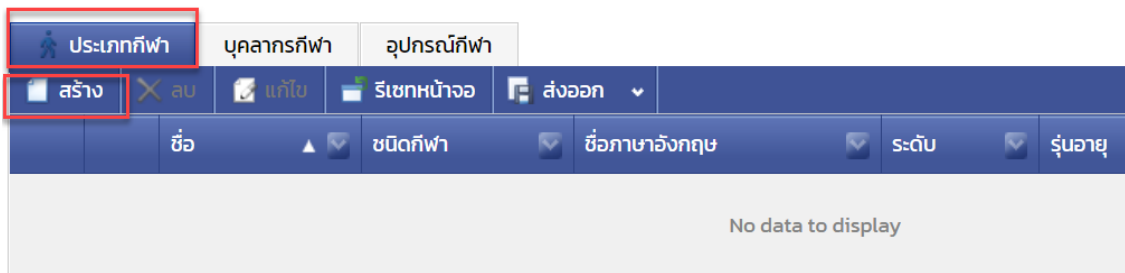 ประเภทกีฬา บุคลากรกีฬา อุปกรณ์กีฬา
สร้าง ลบ แก้ไข รีเซทหน้าจอ ส่งออก
ชื่อ ชนิดกีฬา ชื่อภาษาอังกฤษ ระดับ รุ่นอายุ
No data to display